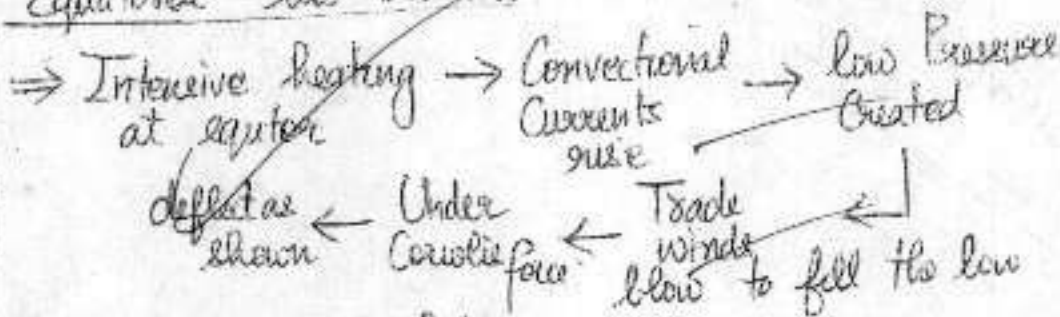 ⇒ Intensive heating → Convectional → low Pressure
at equter Currents Created
rise
deflect as ← Under ← Trade ←
shown Coriolis force winds
blow to fill the low